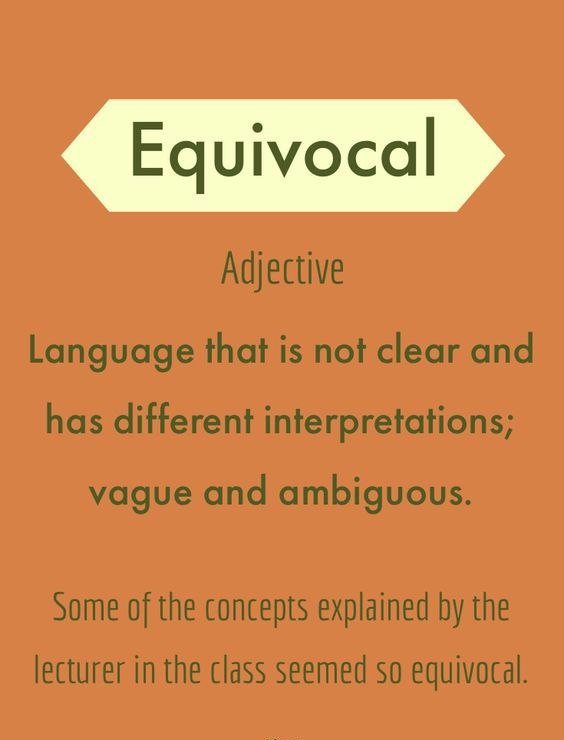 Equivocal
Adjective
Language that is not clear and
has different interpretations;
vague and ambiguous.
Some of the concepts explained by the
lecturer in the class seemed so equivocal.